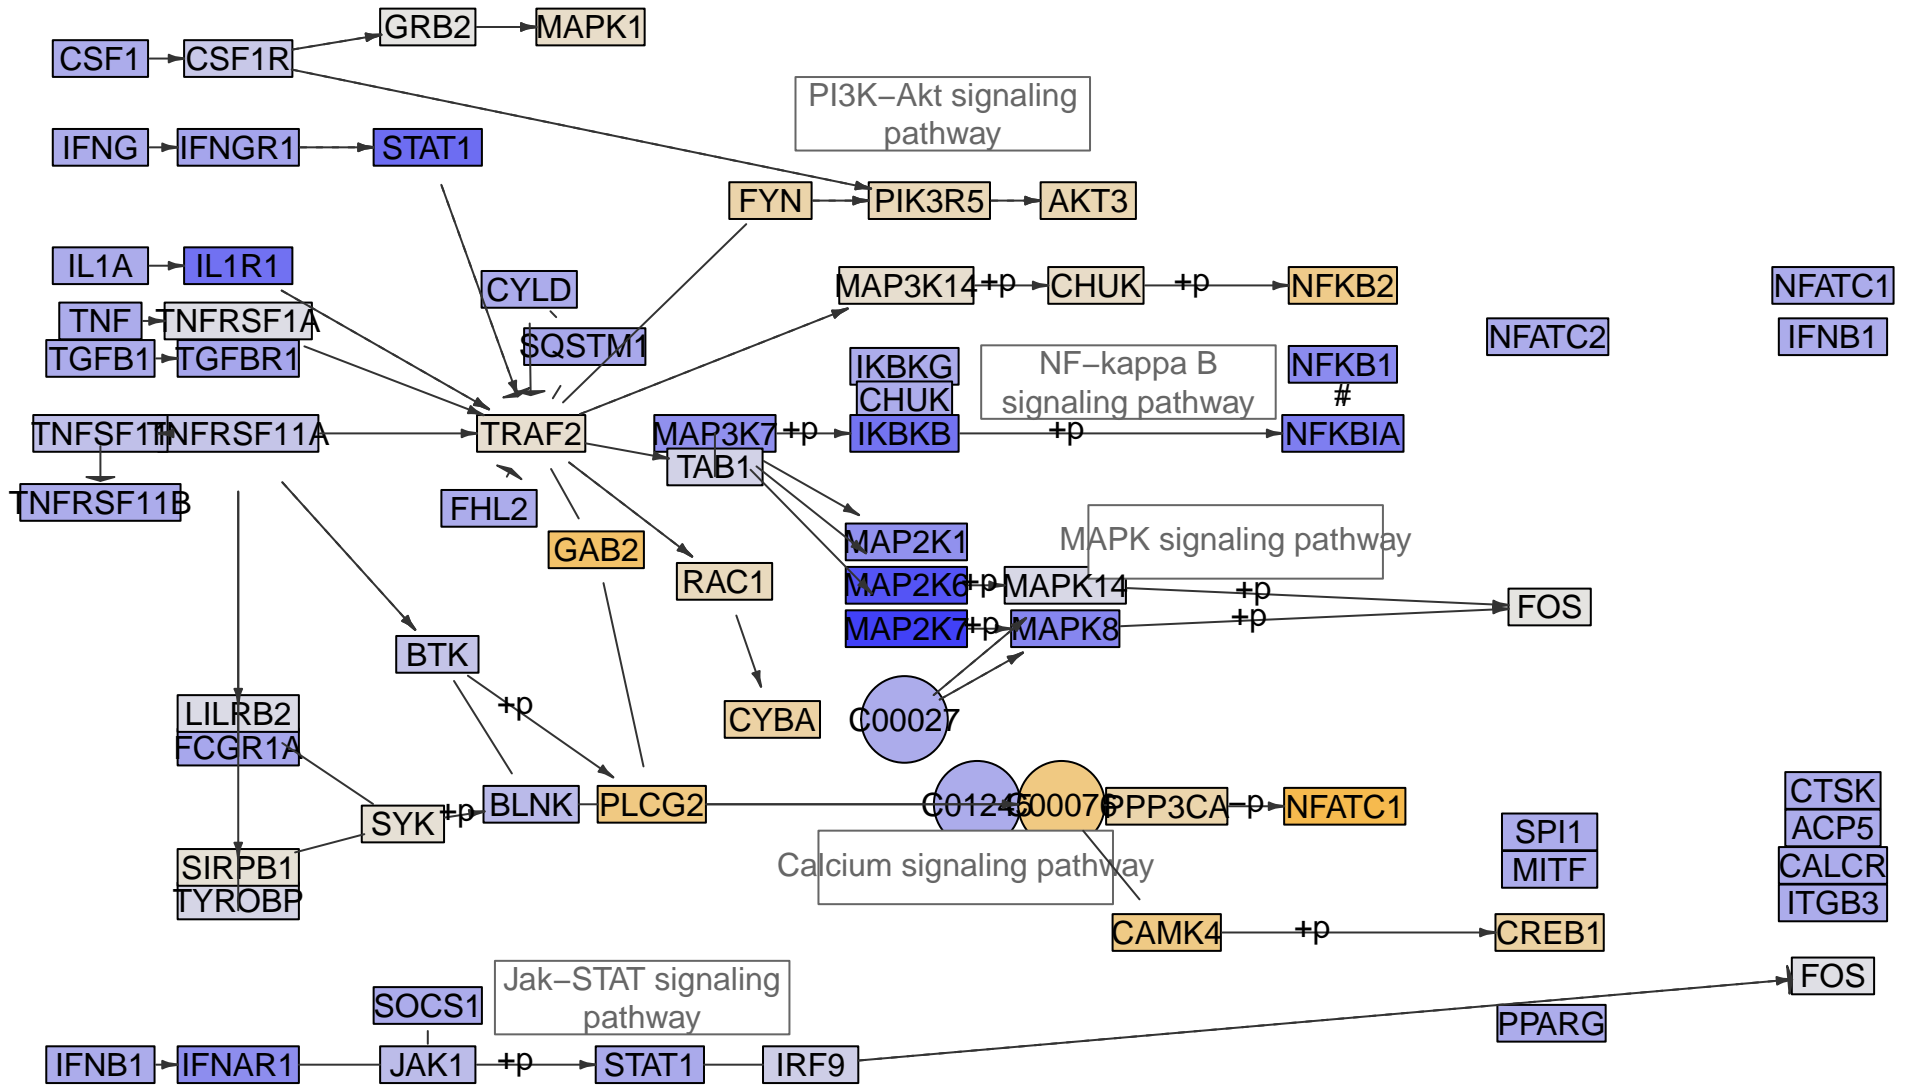 GRB2
MAPK1
CSF1
CSF1R
PI3K−Akt signaling
pathway
IFNG
IFNGR1
STAT1
FYN
PIK3R5
AKT3
IL1A
IL1R1
CYLD
MAP3K14
+p
CHUK
+p
NFKB2
NFATC1
TNF
TNFRSF1A
NFATC2
IFNB1
SQSTM1
TGFB1
TGFBR1
IKBKG
NF−kappa B
signaling pathway
NFKB1
#
CHUK
TNFRSF11A
TRAF2
MAP3K7
+p
IKBKB
+p
NFKBIA
TAB1
TNFRSF11B
FHL2
MAP2K1
MAPK signaling pathway
GAB2
RAC1
MAP2K6
+p
MAPK14
+p
FOS
MAP2K7
+p
MAPK8
+p
BTK
+p
LILRB2
FCGR1A
CYBA
C00027
BLNK
PLCG2
C00076
PPP3CA
−p
NFATC1
CTSK
SYK
+p
SPI1
ACP5
SIRPB1
Calcium signaling pathway
MITF
CALCR
TYROBP
ITGB3
CAMK4
+p
CREB1
Jak−STAT signaling
pathway
FOS
SOCS1
PPARG
IFNB1
IFNAR1
JAK1
+p
STAT1
IRF9